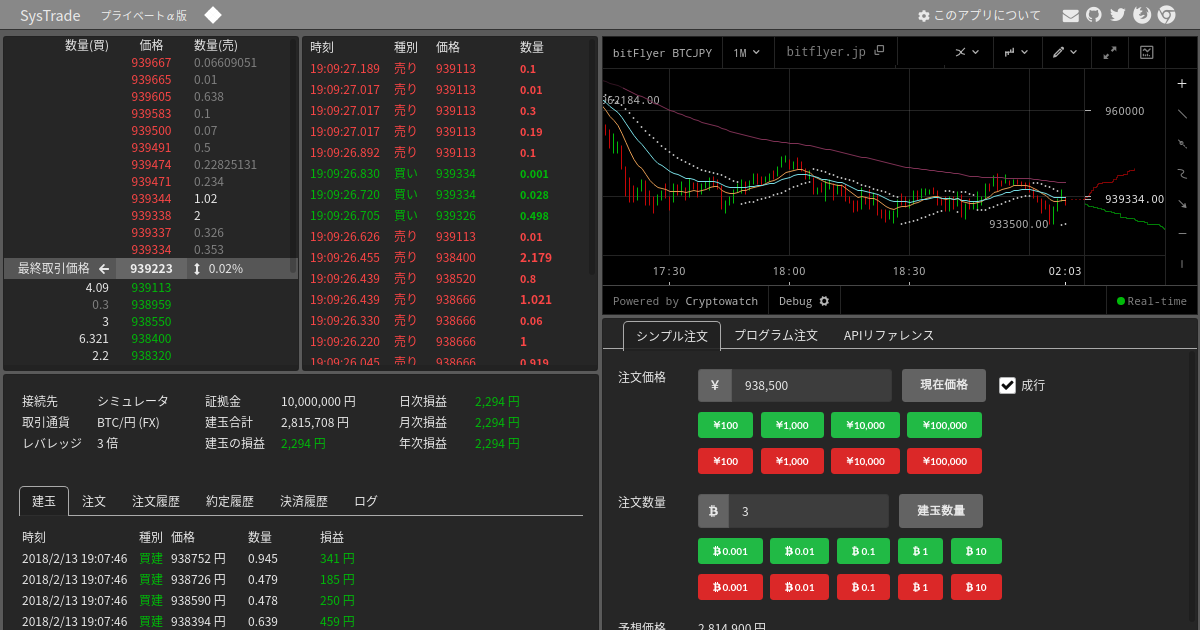 SysTrade プライベートα版 このアプリについて
数量(買) 価格 数量(売)
939667 0.06609051
939665 0.01
939605 0.638
939583 0.1
939500 0.07
939491 0.5
939474 0.22825131
939471 0.234
939344 1.02
939338 2
939337 0.326
939334 0.353
最終取引価格 ← 939223 ↕ 0.02%
4.09 939113
0.3 938959
3 938550
6.321 938400
2.2 938320
時刻 種別 価格 数量
19:09:27.189 売り 939113 0.1
19:09:27.017 売り 939113 0.01
19:09:27.017 売り 939113 0.3
19:09:27.017 売り 939113 0.19
19:09:26.892 売り 939113 0.1
19:09:26.830 買い 939334 0.001
19:09:26.720 買い 939334 0.028
19:09:26.705 買い 939326 0.498
19:09:26.626 売り 939113 0.01
19:09:26.455 売り 938400 2.179
19:09:26.439 売り 938520 0.8
19:09:26.439 売り 938666 1.021
19:09:26.330 売り 938666 0.06
19:09:26.220 売り 938666 1
19:09:26.045 売り 938666 0.919
bitFlyer BTCJPY 1M bitflyer.jp
962184.00
960000
939334.00
933500.00
17:30 18:00 18:30 02:03
Powered by Cryptowatch Debug Real-time
接続先 シミュレータ 証拠金 10,000,000 円 日次損益 2,294 円
取引通貨 BTC/円 (FX) 建玉合計 2,815,708 円 月次損益 2,294 円
レバレッジ 3 倍 建玉の損益 2,294 円 年次損益 2,294 円
建玉 注文 注文履歴 約定履歴 決済履歴 ログ
時刻 種別 価格 数量 損益
2018/2/13 19:07:46 買建 938752 円 0.945 341 円
2018/2/13 19:07:46 買建 938726 円 0.479 185 円
2018/2/13 19:07:46 買建 938590 円 0.478 250 円
2018/2/13 19:07:46 買建 938394 円 0.639 459 円
シンプル注文 プログラム注文 APIリファレンス
注文価格 ¥ 938,500 現在価格 成行
¥100 ¥1,000 ¥10,000 ¥100,000
¥100 ¥1,000 ¥10,000 ¥100,000
注文数量 ₿ 3 建玉数量
₿0.001 ₿0.01 ₿0.1 ₿1 ₿10
₿0.001 ₿0.01 ₿0.1 ₿1 ₿10
予想価格 2,814,900 円